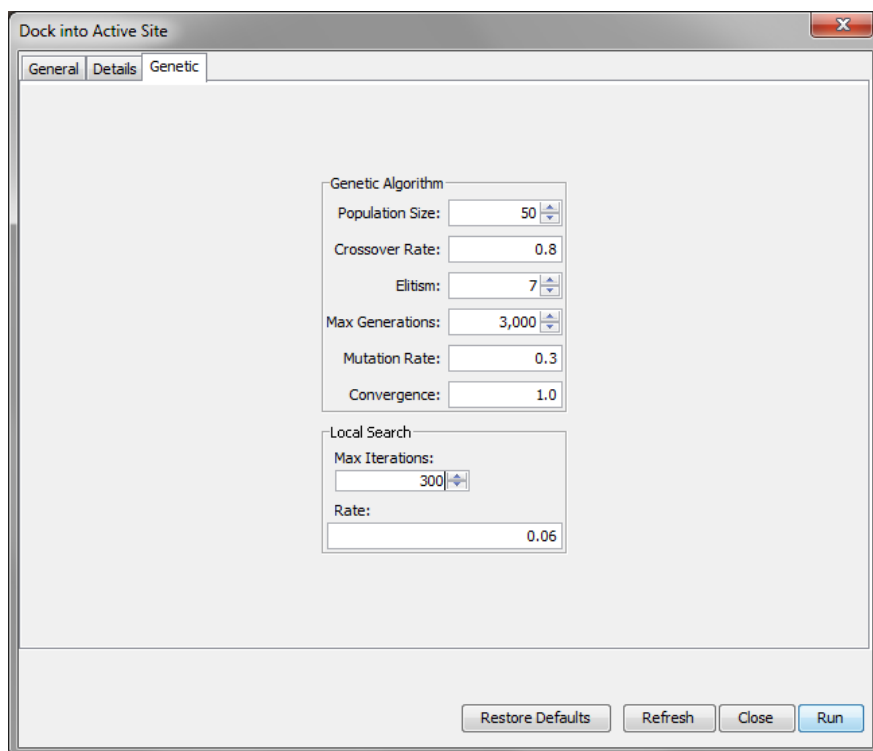 Dock into Active Site
General Details Genetic
Genetic Algorithm
Population Size: 50
Crossover Rate: 0.8
Elitism: 7
Max Generations: 3,000
Mutation Rate: 0.3
Convergence: 1.0
Local Search
Max Iterations:
300
Rate:
0.06
Restore Defaults Refresh Close Run